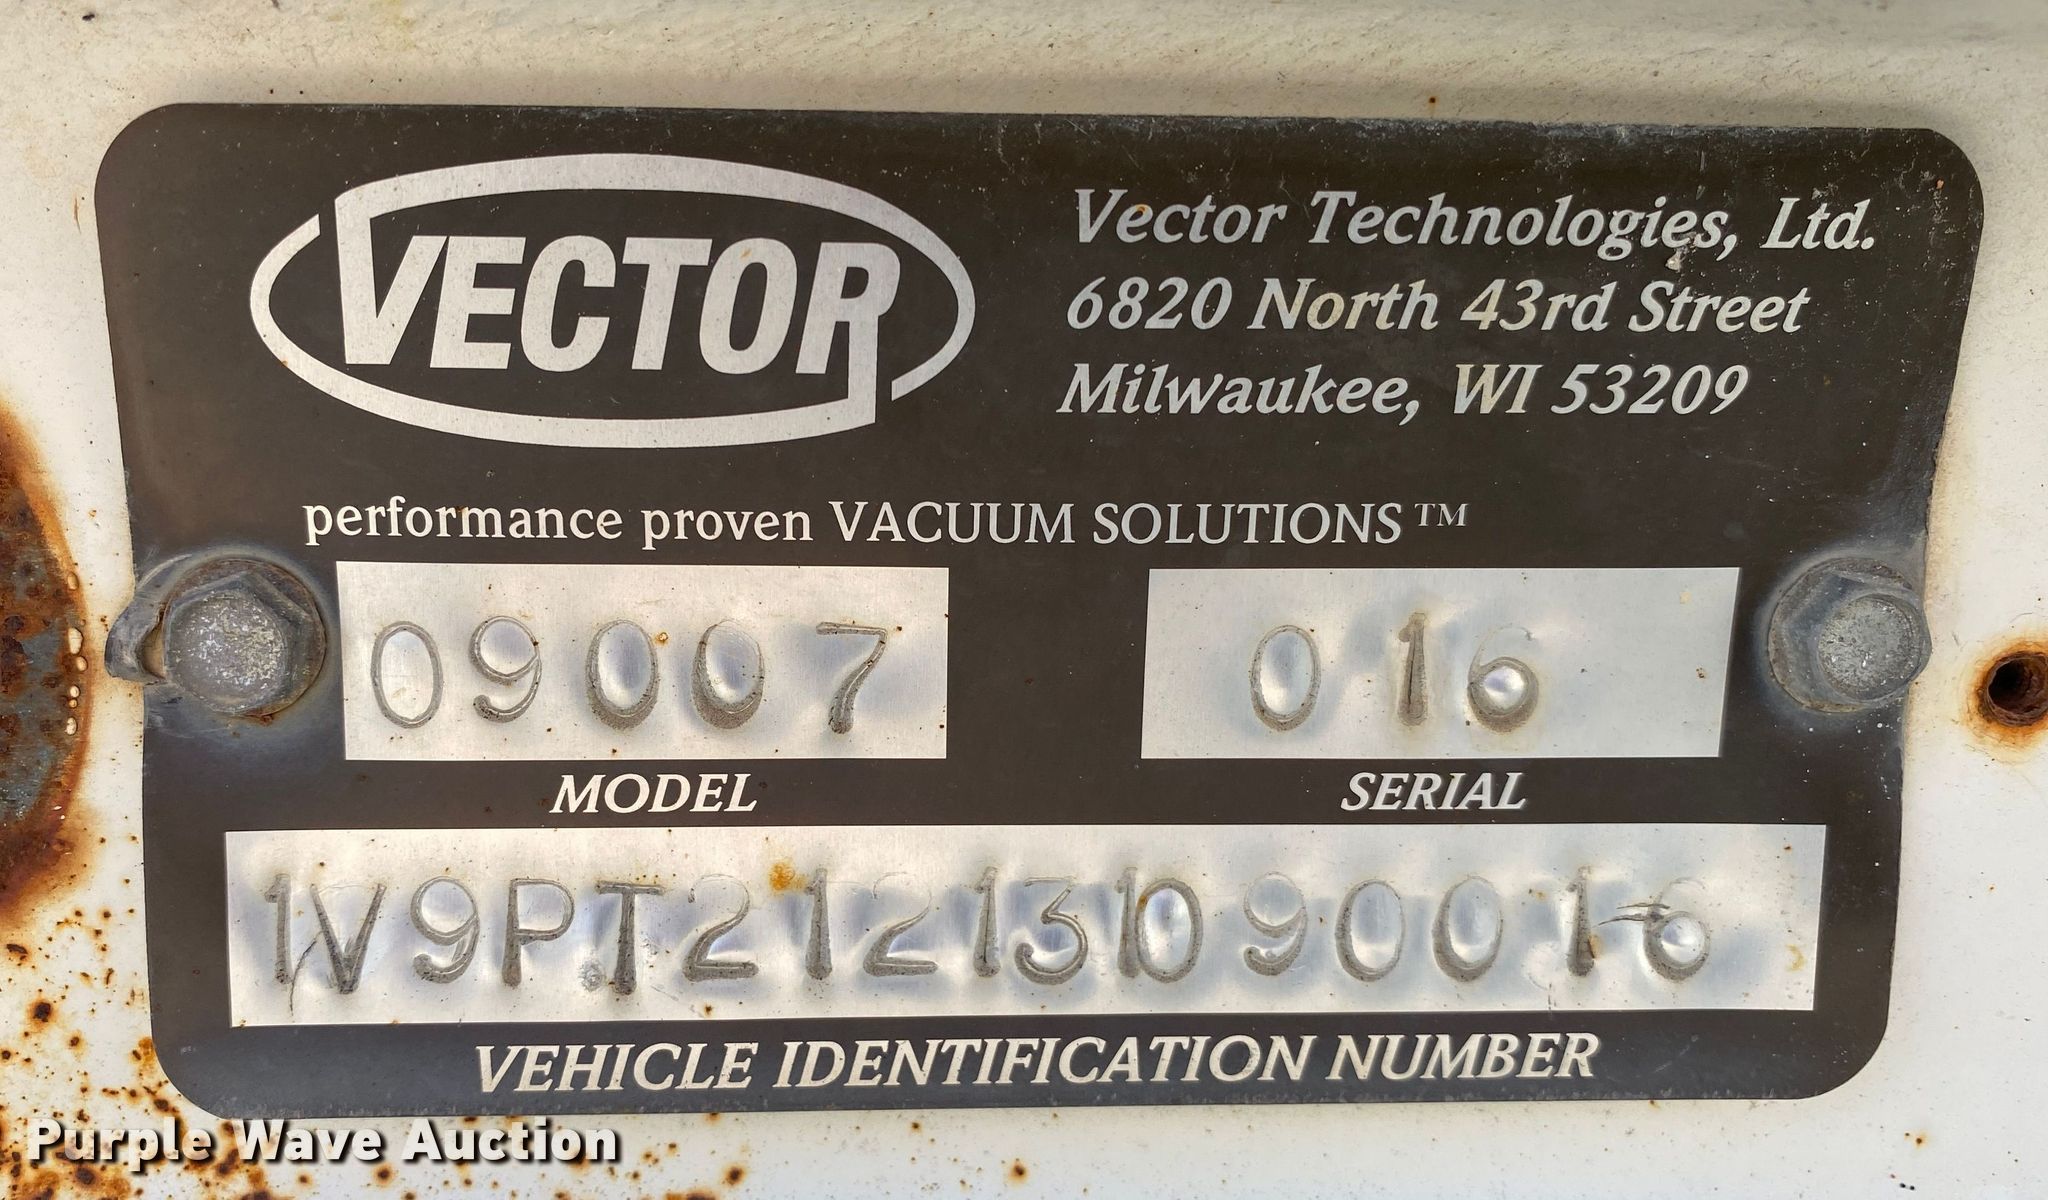 VECTOR
Vector Technologies, Ltd.
6820 North 43rd Street
Milwaukee, WI 53209
performance proven VACUUM SOLUTIONS™
09007
016
MODEL
SERIAL
1V9PT212131090016
VEHICLE IDENTIFICATION NUMBER
Purple Wave Auction